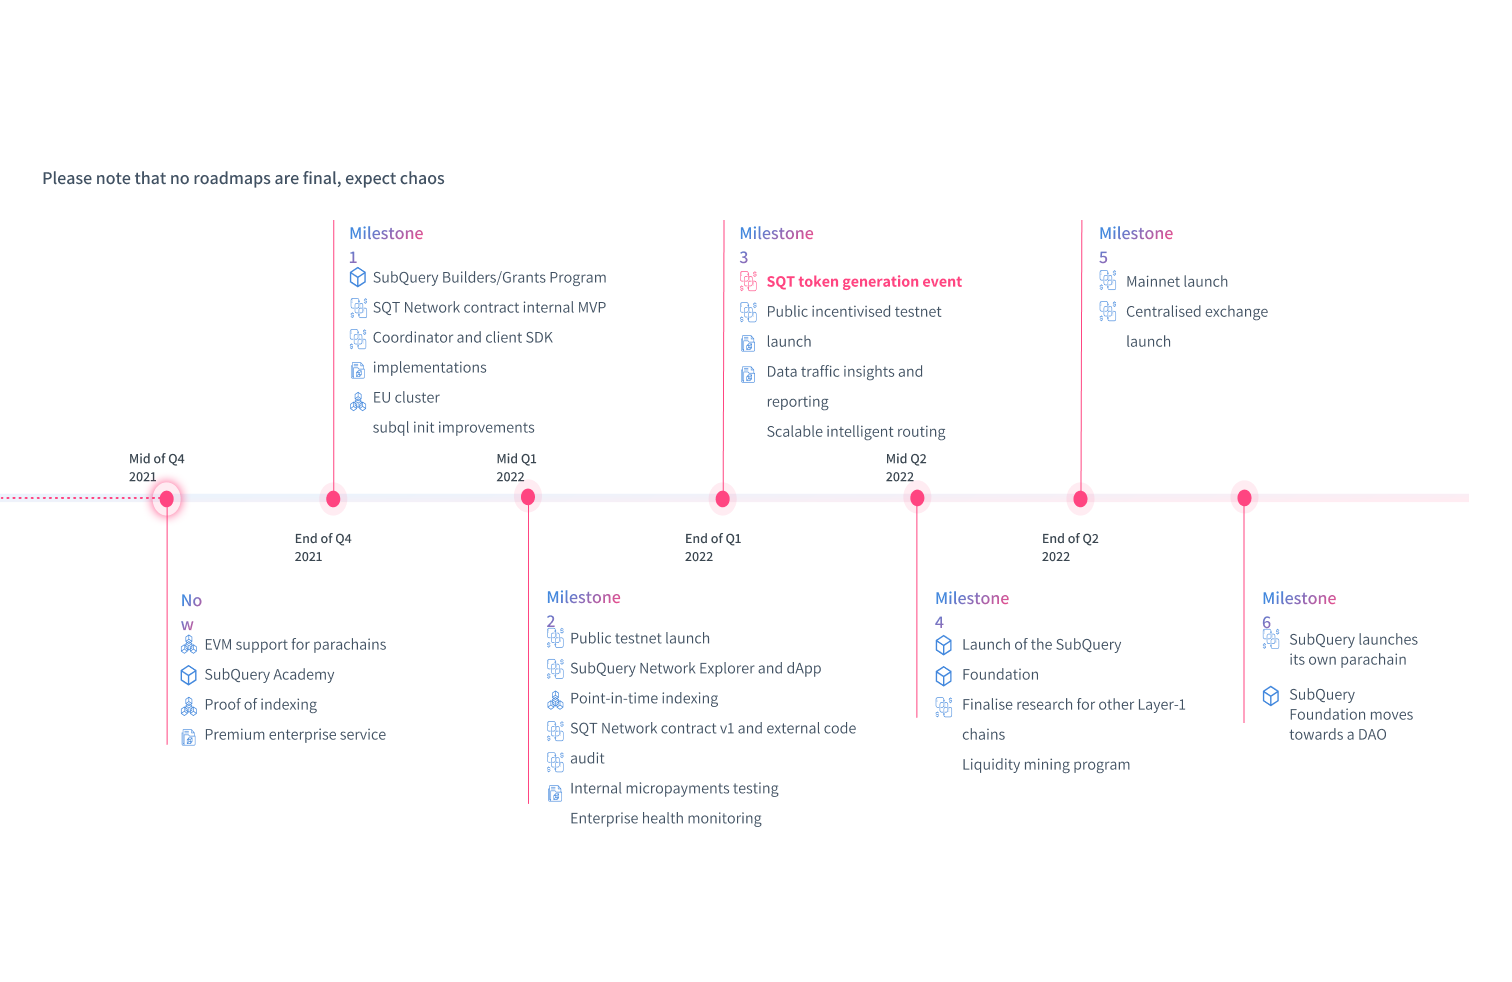 Please note that no roadmaps are final, expect chaos
Milestone
1
SubQuery Builders/Grants Program
SQT Network contract internal MVP
Coordinator and client SDK
implementations
EU cluster
subql init improvements
Milestone
3
SQT token generation event
Public incentivised testnet
launch
Data traffic insights and
reporting
Scalable intelligent routing
Milestone
5
Mainnet launch
Centralised exchange
launch
Mid of Q4
2021
Mid Q1
2022
Mid Q2
2022
End of Q4
2021
End of Q1
2022
End of Q2
2022
No
w
EVM support for parachains
SubQuery Academy
Proof of indexing
Premium enterprise service
Milestone
2
Public testnet launch
SubQuery Network Explorer and dApp
Point-in-time indexing
SQT Network contract v1 and external code
audit
Internal micropayments testing
Enterprise health monitoring
Milestone
4
Launch of the SubQuery
Foundation
Finalise research for other Layer-1
chains
Liquidity mining program
Milestone
6
SubQuery launches
its own parachain
SubQuery
Foundation moves
towards a DAO